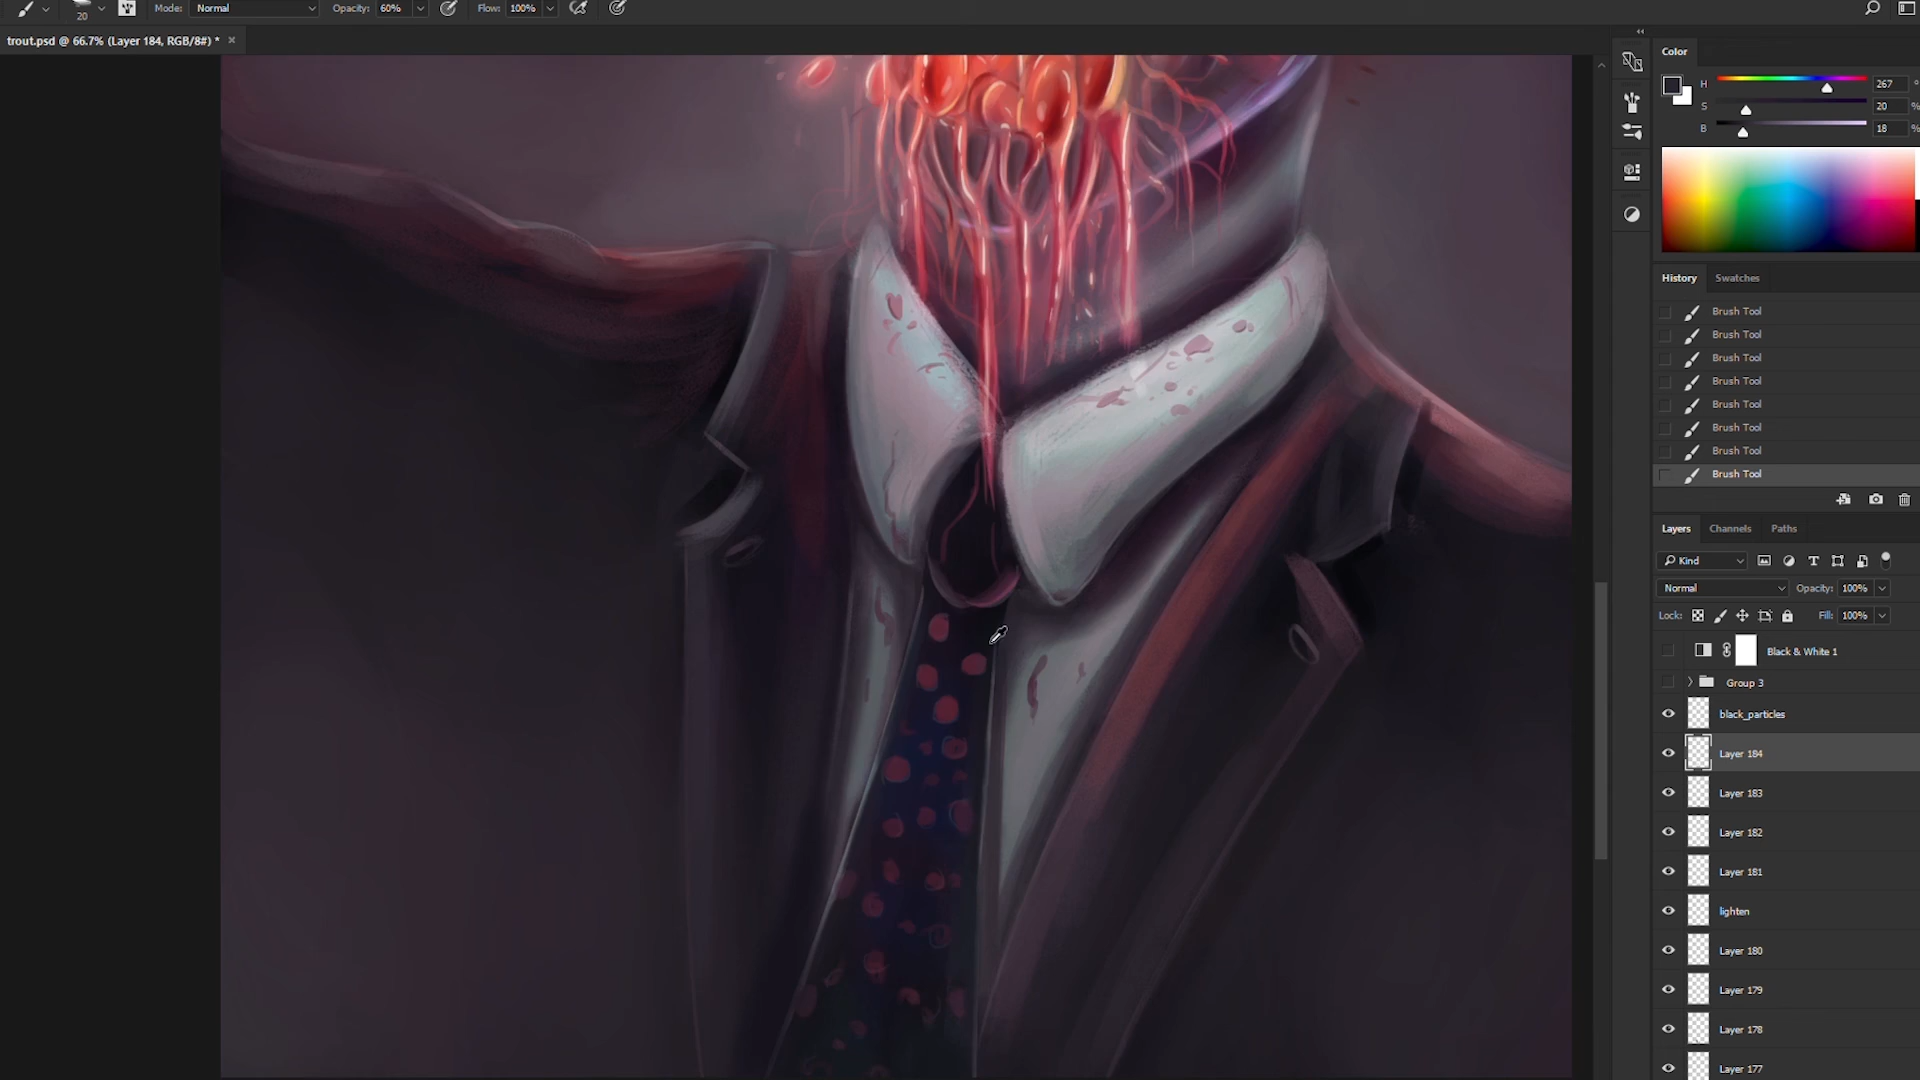 20 Mode: Normal Opacity: 60% Flow: 100%
trout.psd @ 66.7% (Layer 184, RGB/8#) * ×
Color
H 267 °
S 20 %
B 18 %
History Swatches
Brush Tool
Brush Tool
Brush Tool
Brush Tool
Brush Tool
Brush Tool
Brush Tool
Brush Tool
Layers Channels Paths
Kind
Normal Opacity: 100%
Lock: Fill: 100%
Black & White 1
Group 3
black_particles
Layer 184
Layer 183
Layer 182
Layer 181
lighten
Layer 180
Layer 179
Layer 178
Layer 177